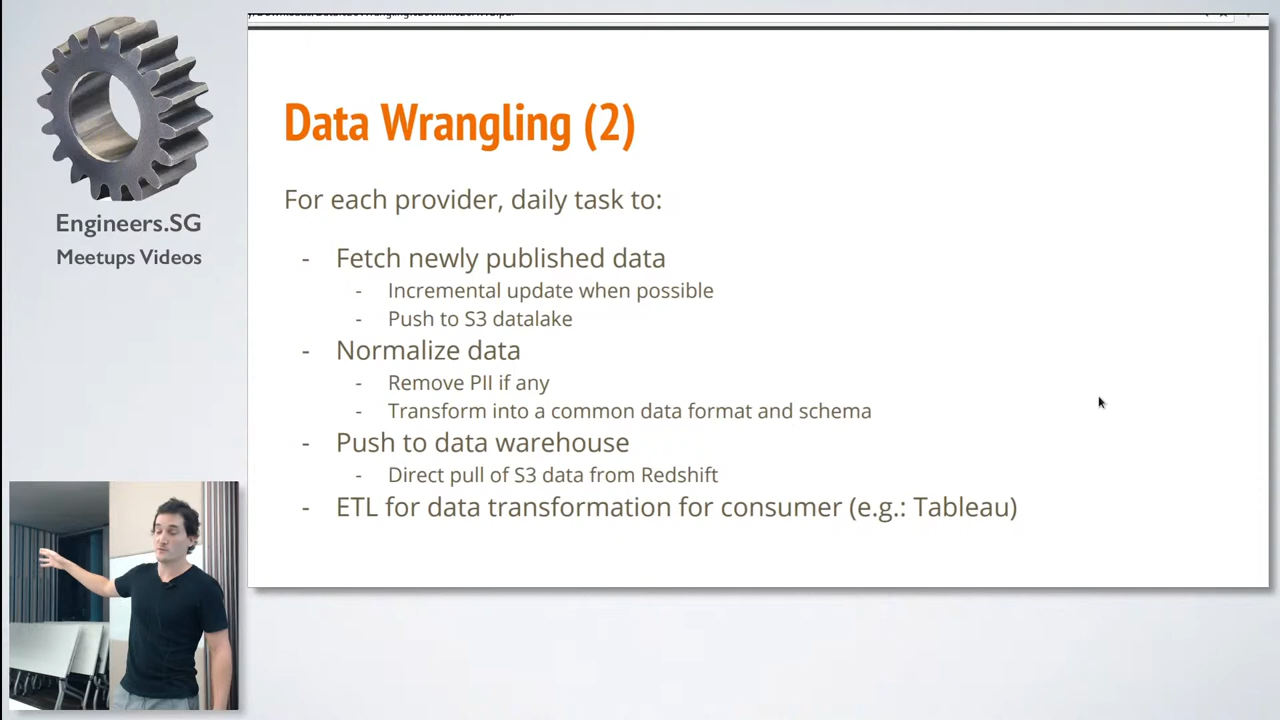 Data Wrangling (2)
For each provider, daily task to:
- Fetch newly published data
- Incremental update when possible
- Push to S3 datalake
- Normalize data
- Remove PII if any
- Transform into a common data format and schema
- Push to data warehouse
- Direct pull of S3 data from Redshift
- ETL for data transformation for consumer (e.g.: Tableau)
Engineers.SG
Meetups Videos